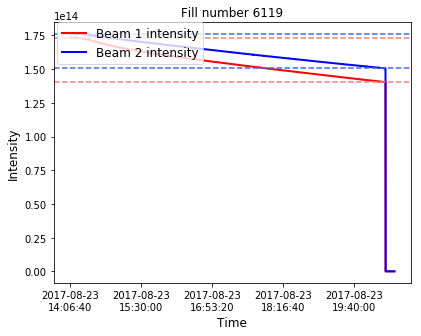 Fill number 6119
1e14
Beam 1 intensity
Beam 2 intensity
1.75
1.50
1.25
1.00
0.75
0.50
0.25
0.00
Intensity
2017-08-23 2017-08-23 2017-08-23 2017-08-23 2017-08-23
14:06:40 15:30:00 16:53:20 18:16:40 19:40:00
Time